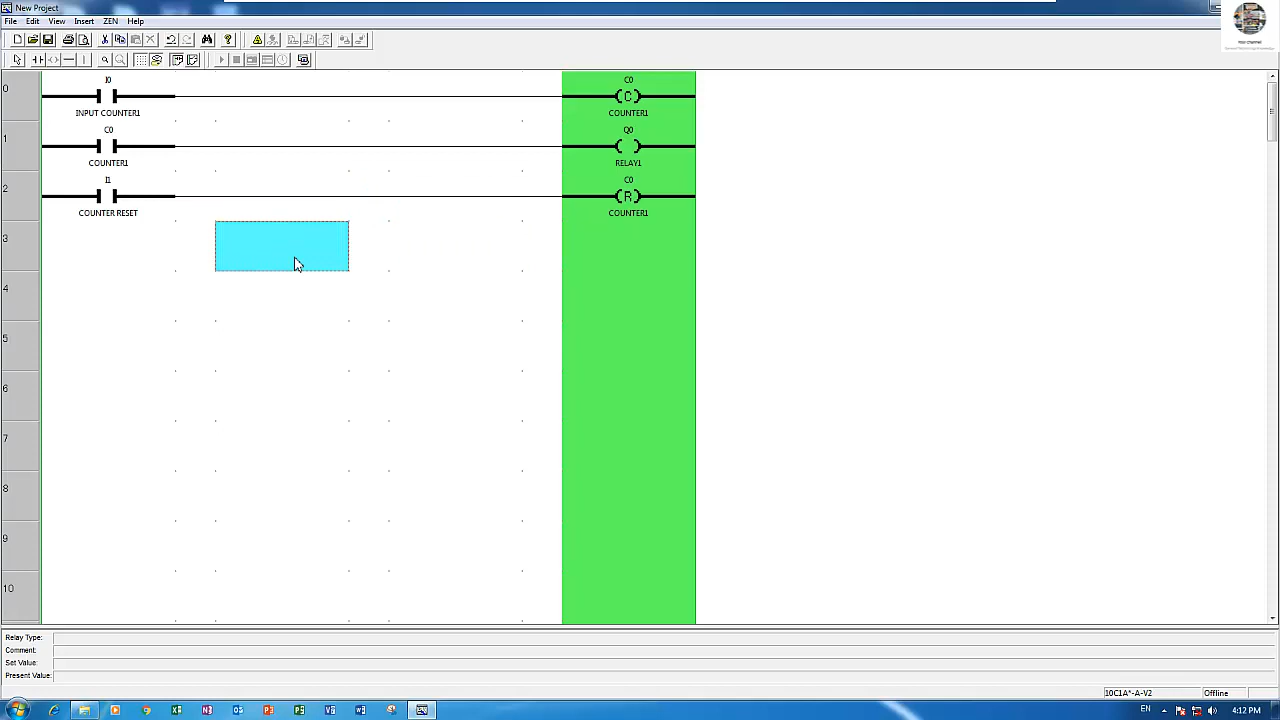 New Project
File Edit View Insert ZEN Help
0
I0
INPUT COUNTER1
C0
C
COUNTER1
1
C0
COUNTER1
Q0
RELAY1
2
I1
COUNTER RESET
C0
R
COUNTER1
3
4
5
6
7
8
9
10
Relay Type:
Comment:
Set Value:
Present Value:
10C1A*-A-V2 Offline
EN 4:12 PM